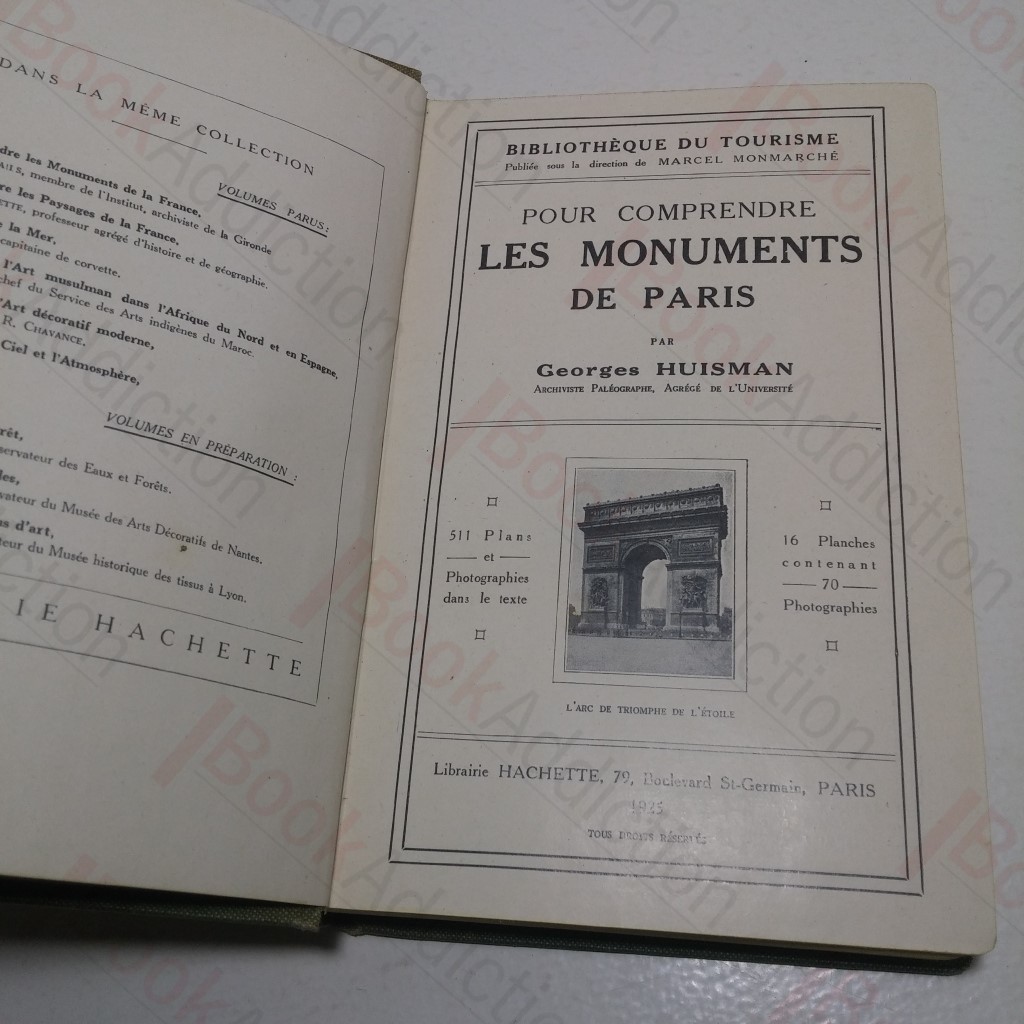 DANS LA MÊME COLLECTION
VOLUMES PARUS:
dre les Monuments de la France,
AILS, membre de l'Institut, archiviste de la Gironde
re les Paysages de la France.
ETTE, professeur agrégé d'histoire et de géographie.
e la Mer,
capitaine de corvette.
l'Art musulman dans l'Afrique du Nord et en Espagne,
chef du Service des Arts indigènes du Maroc.
'Art décoratif moderne,
R. CHAVANCE.
Ciel et l'Atmosphère,
VOLUMES EN PRÉPARATION:
rêt,
servateur des Eaux et Forêts.
les,
vateur du Musée des Arts Décoratifs de Nantes.
s d'art,
teur du Musée historique des tissus à Lyon.
IE HACHETTE
BIBLIOTHÈQUE DU TOURISME
Publiée sous la direction de MARCEL MONMARCHÉ
POUR COMPRENDRE
LES MONUMENTS
DE PARIS
PAR
Georges HUISMAN
ARCHIVISTE PALÉOGRAPHE, AGRÉGÉ DE L'UNIVERSITÉ
511 Plans
et
Photographies
dans le texte
16 Planches
contenant
70
Photographies
L'ARC DE TRIOMPHE DE L'ÉTOILE
Librairie HACHETTE, 79, Boulevard St-Germain, PARIS
1925
TOUS DROITS RÉSERVÉS
BookAddiction